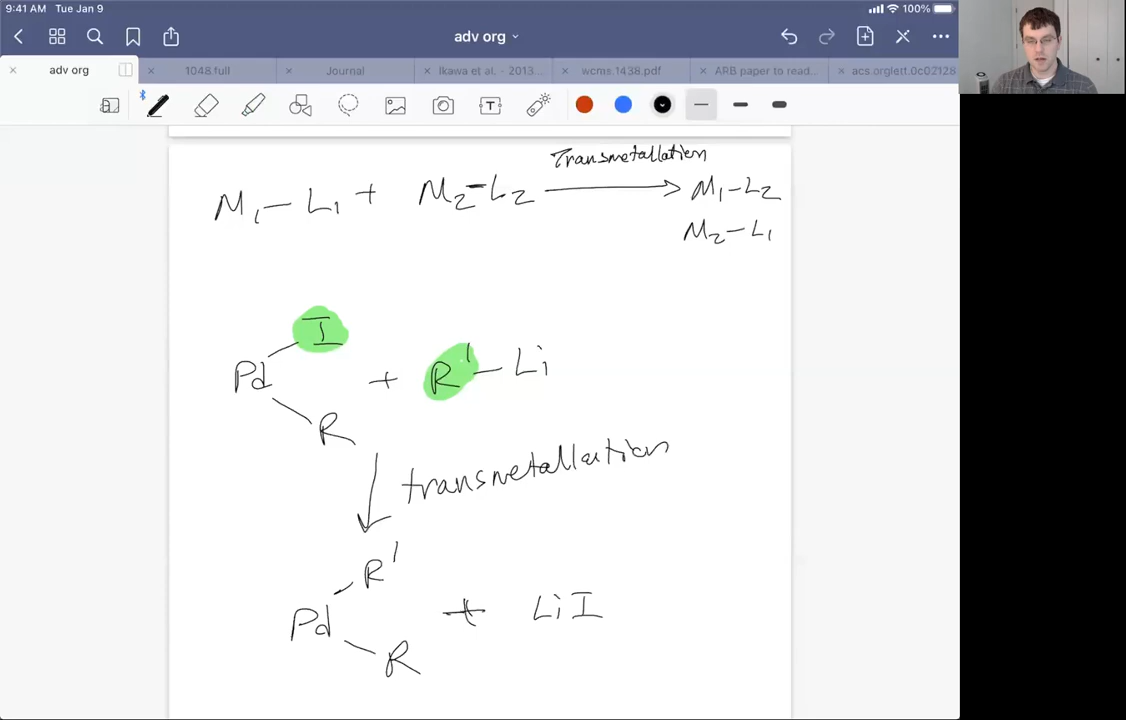 9:41 AM Tue Jan 9
100%
adv org
adv org
1048.full
Journal
Ikawa et al. - 2013...
wcms.1438.pdf
ARB paper to read...
acs.orglett.0c02128
T
M1-L1 + M2-L2
Transmetallation
M1-L2
M2-L1
I
Pd
R
+ R'-Li
transmetallation
R'
Pd
R
+ LiI